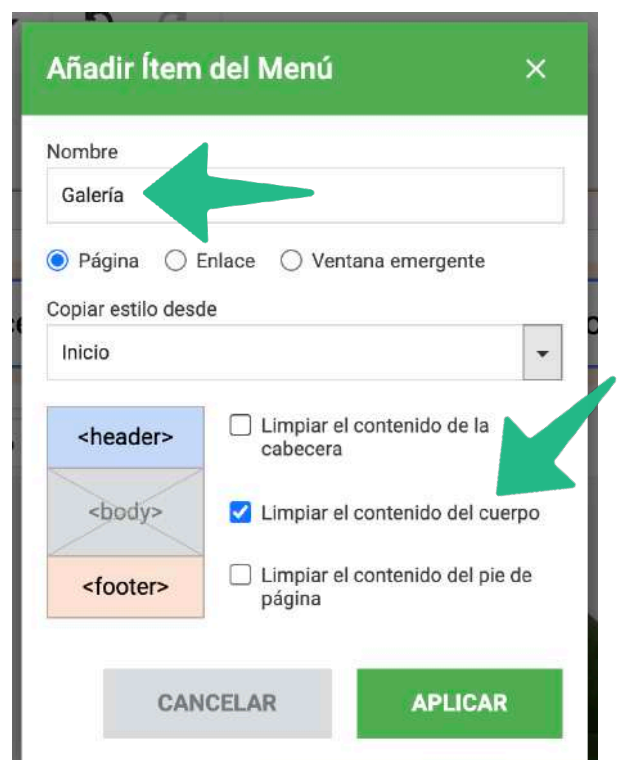 Añadir Ítem del Menú
Nombre
Galería
Página Enlace Ventana emergente
Copiar estilo desde
Inicio
<header>
Limpiar el contenido de la
cabecera
<body>
Limpiar el contenido del cuerpo
<footer>
Limpiar el contenido del pie de
página
CANCELAR APLICAR